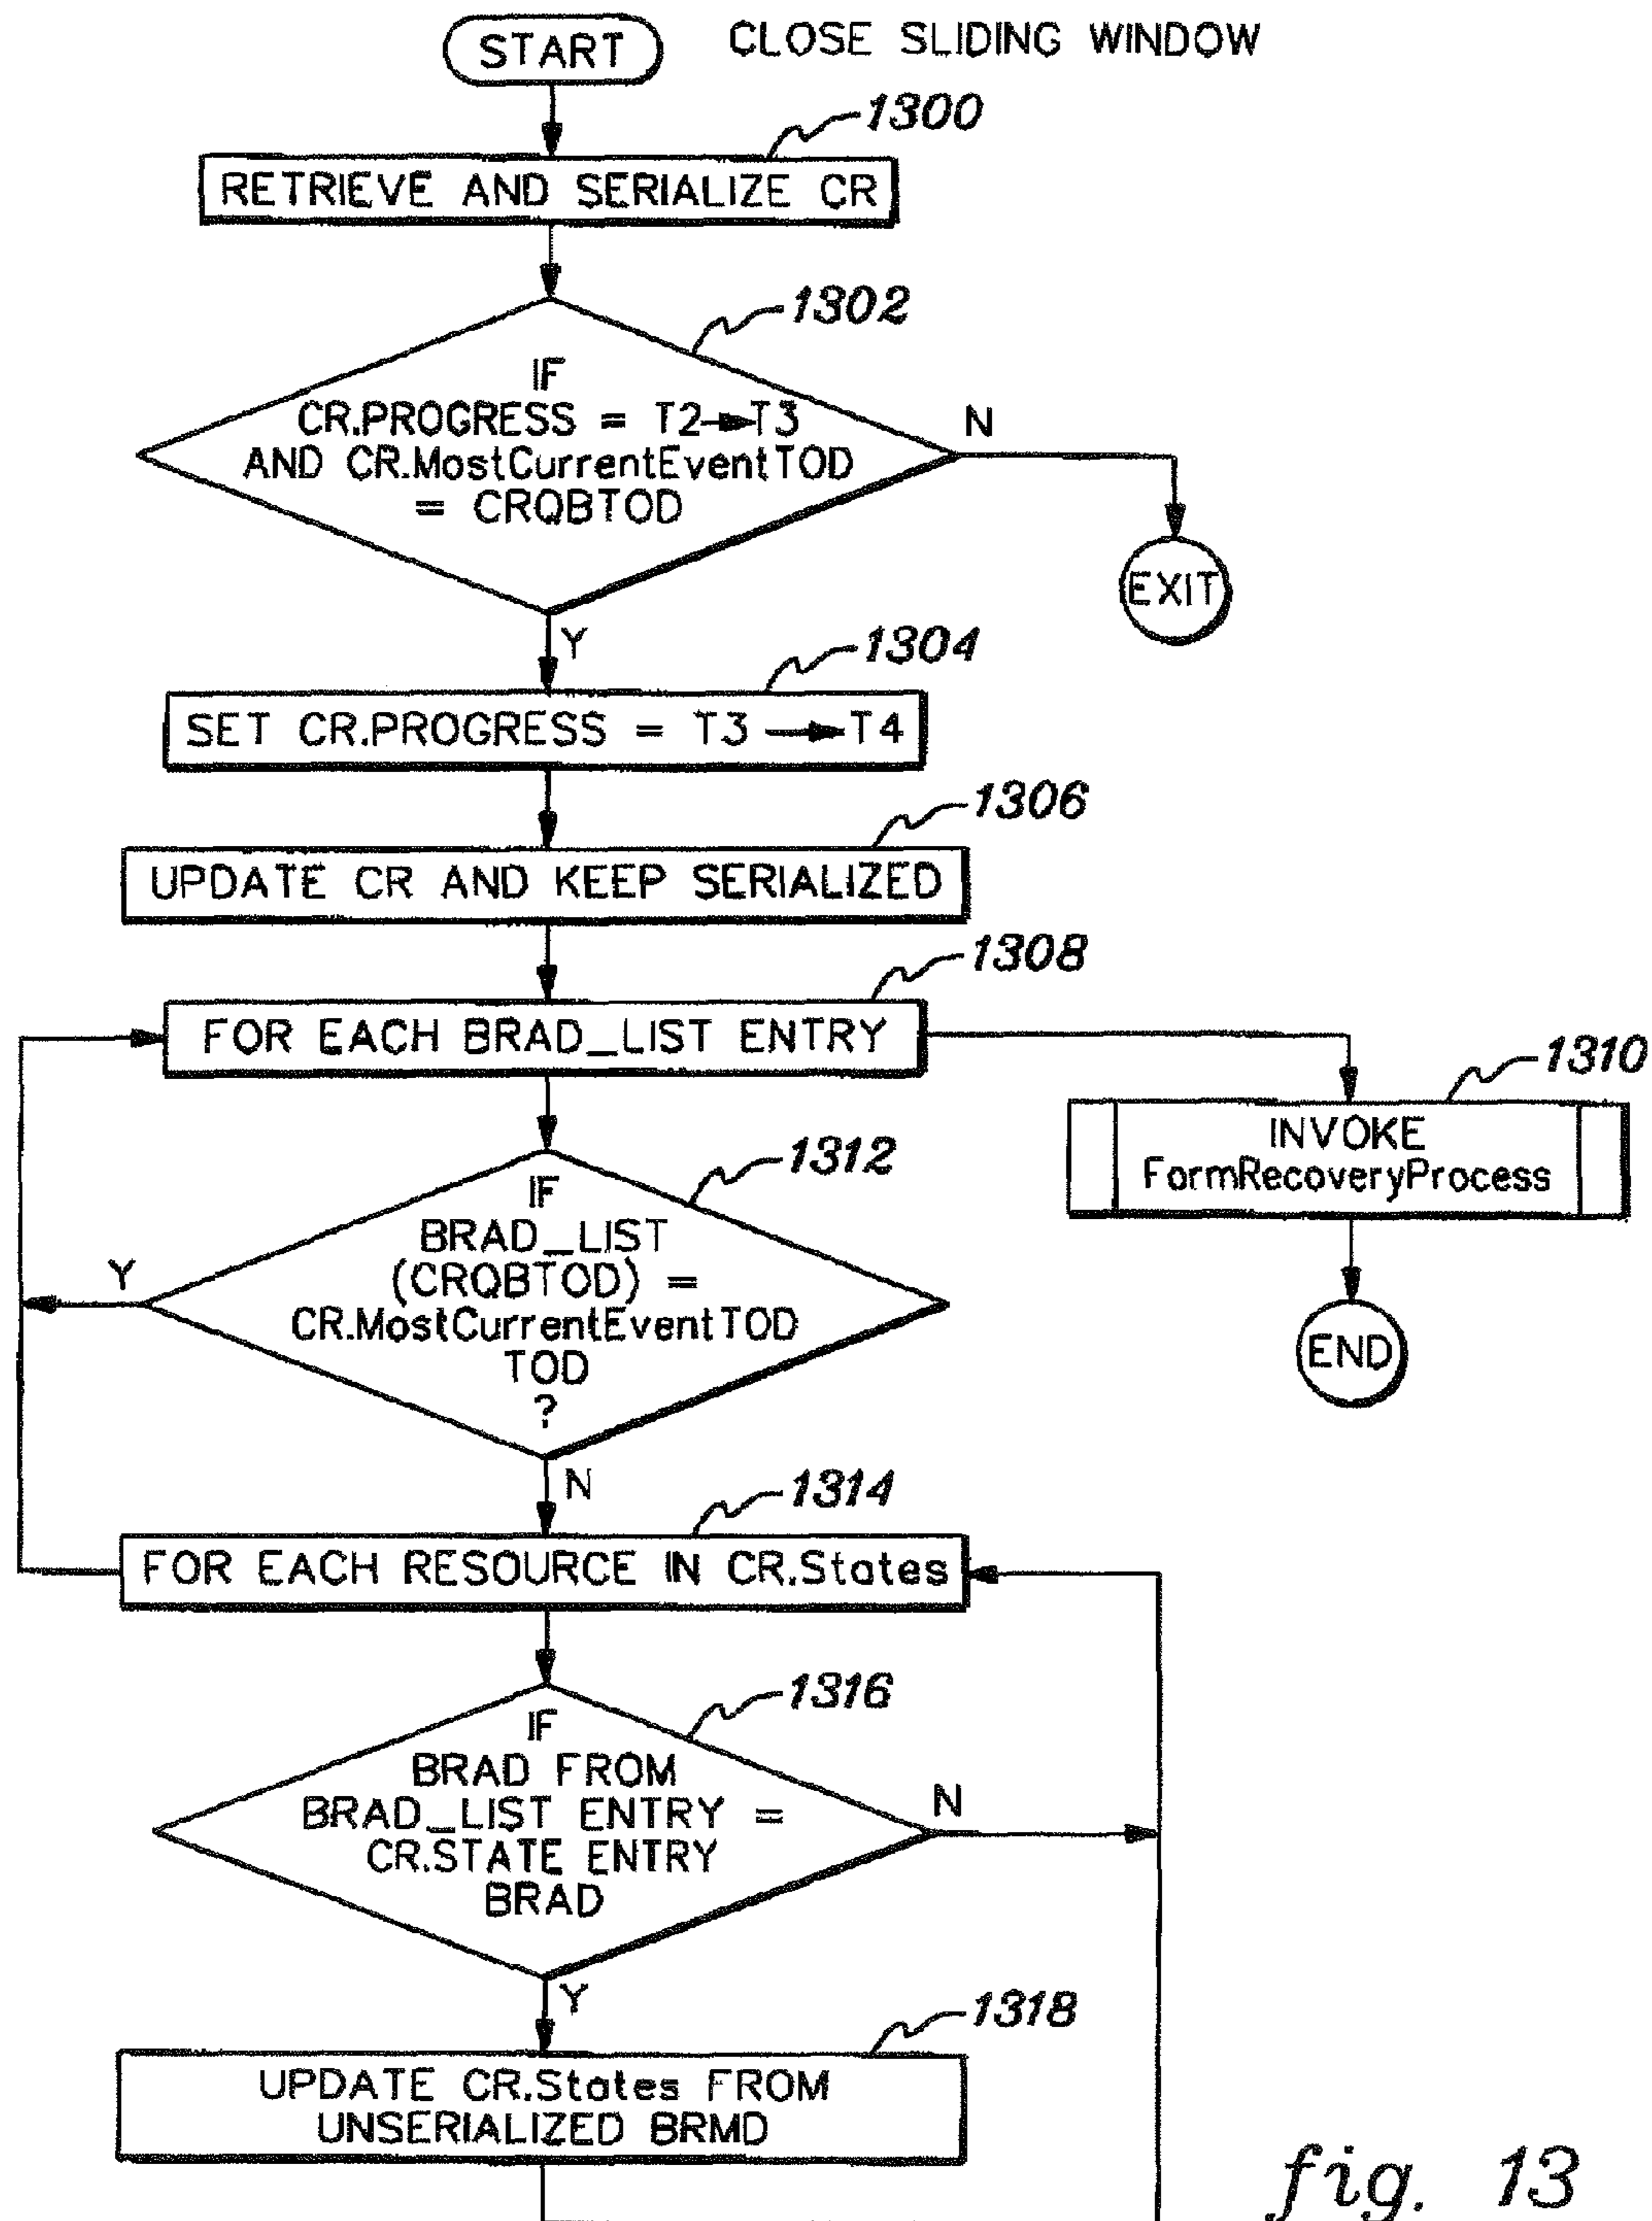 START
CLOSE SLIDING WINDOW
1300
RETRIEVE AND SERIALIZE CR
1302
IF
CR.PROGRESS = T2→T3
AND CR.MostCurrentEventTOD
= CRQBTOD
N
EXIT
Y
1304
SET CR.PROGRESS = T3 → T4
1306
UPDATE CR AND KEEP SERIALIZED
1308
FOR EACH BRAD_LIST ENTRY
1310
INVOKE
FormRecoveryProcess
END
1312
IF
BRAD_LIST
(CRQBTOD) =
CR.MostCurrentEventTOD
TOD
?
Y
N
1314
FOR EACH RESOURCE IN CR.States
1316
IF
BRAD FROM
BRAD_LIST ENTRY =
CR.STATE ENTRY
BRAD
N
Y
1318
UPDATE CR.States FROM
UNSERIALIZED BRMD
fig. 13